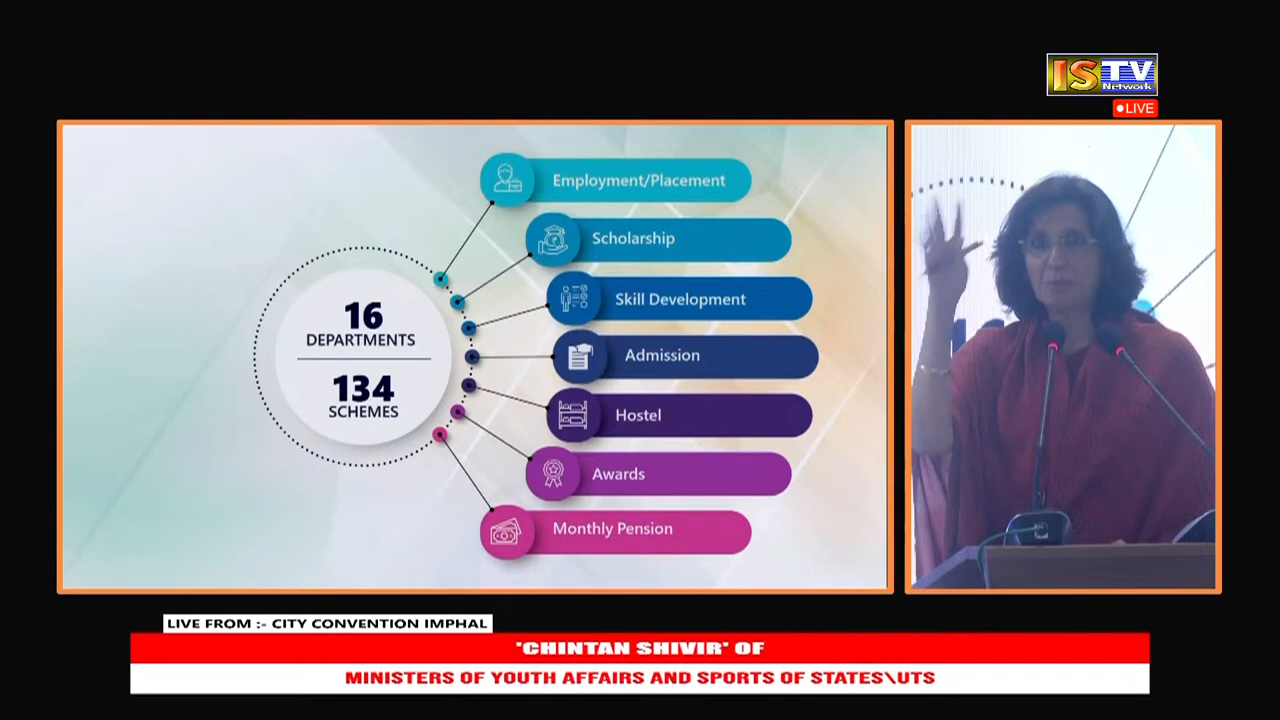 ISTV
Network
LIVE
Employment/Placement
Scholarship
Skill Development
Admission
Hostel
Awards
Monthly Pension
16
DEPARTMENTS
134
SCHEMES
LIVE FROM :- CITY CONVENTION IMPHAL
'CHINTAN SHIVIR' OF
MINISTERS OF YOUTH AFFAIRS AND SPORTS OF STATES\UTS